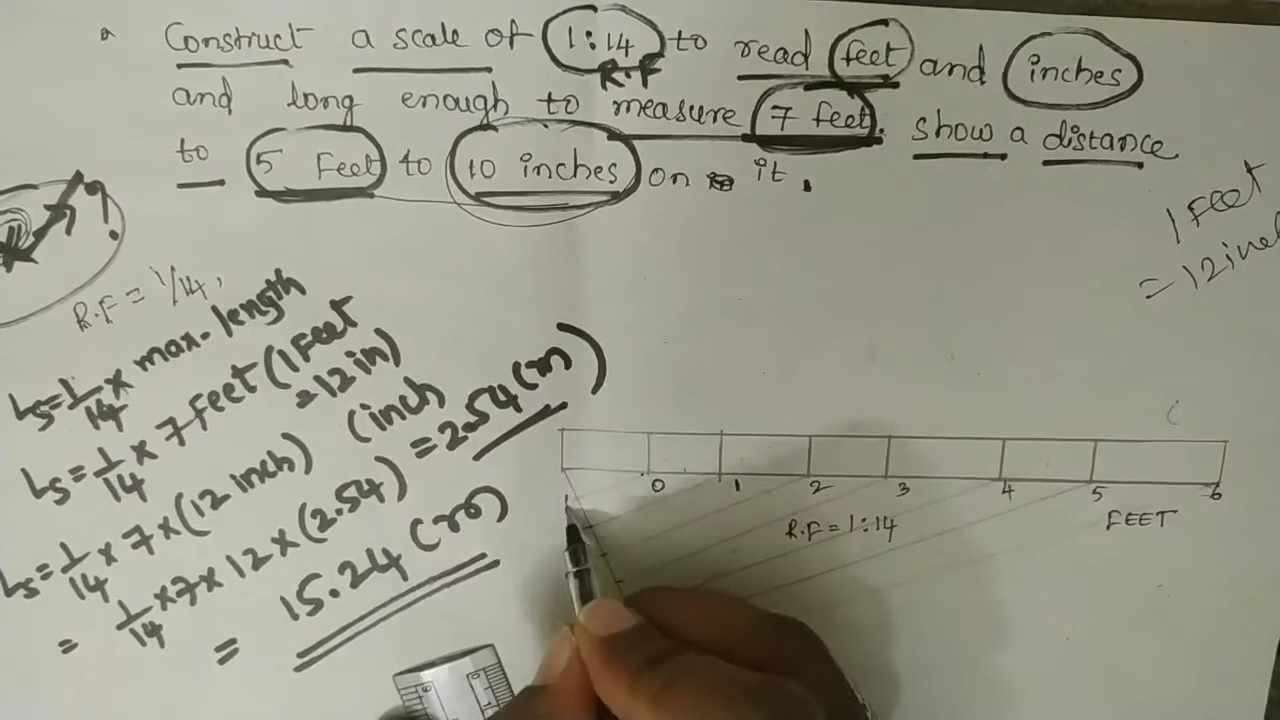 Construct a scale of 1:14 to read feet and inches
R.F
and long enough to measure 7 feet. show a distance
to 5 Feet to 10 inches on it.
1 Feet
= 12 inch
?
R.F = 1/14,
Ls = 1/14 × max. length
Ls = 1/14 × 7 feet (1 Feet
= 12 in)
Ls = 1/14 × 7 × (12 inch) (inch
= 2.54 cm)
= 1/14 × 7 × 12 × (2.54)
= 15.24 cm
0 1 2 3 4 5 6
R.F = 1:14
FEET